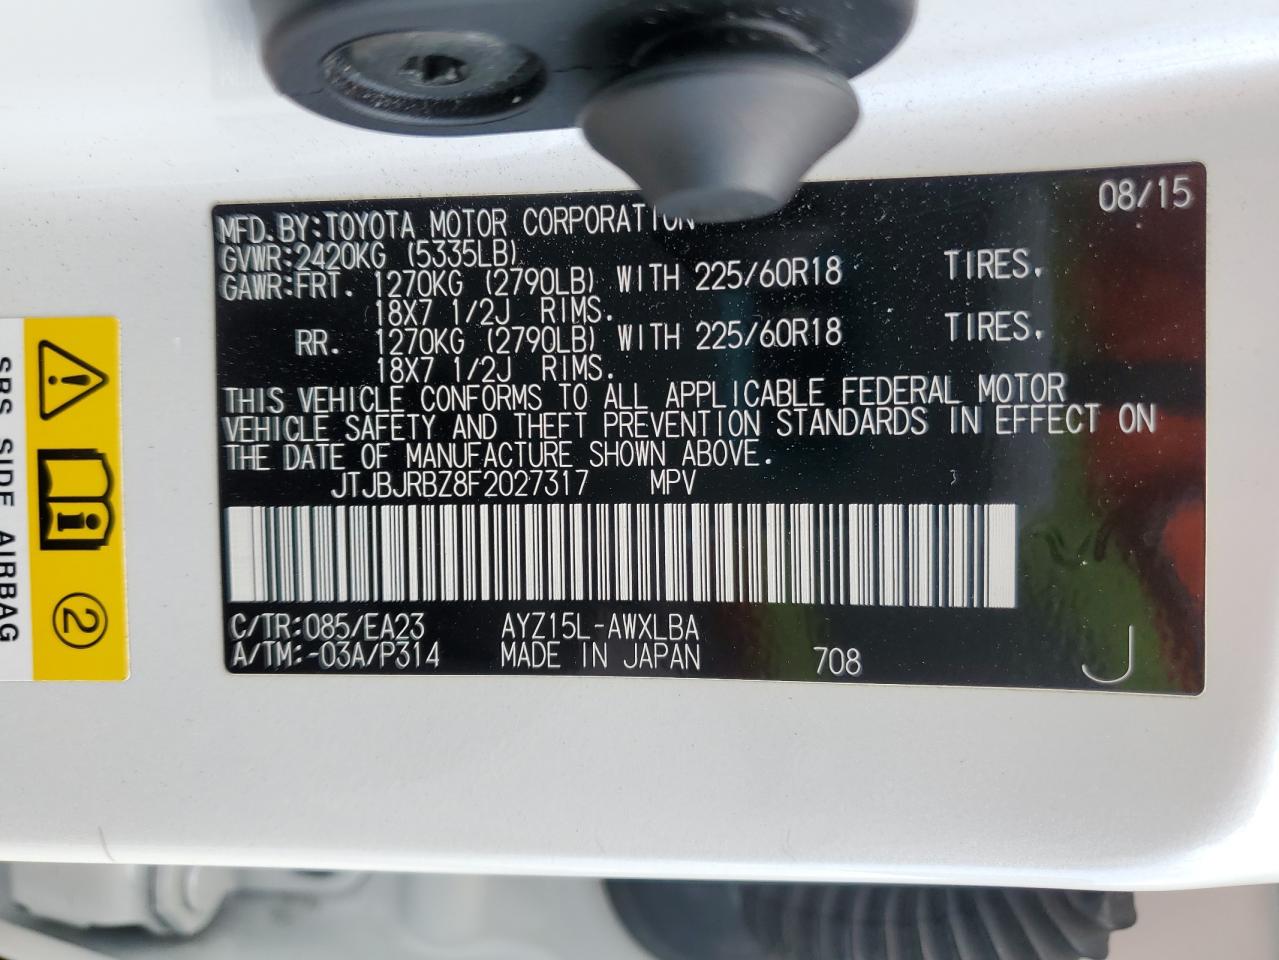 MFD.BY:TOYOTA MOTOR CORPORATION 08/15
GVWR:2420KG (5335LB)
GAWR:FRT. 1270KG (2790LB) WITH 225/60R18 TIRES.
18X7 1/2J RIMS.
RR. 1270KG (2790LB) WITH 225/60R18 TIRES.
18X7 1/2J RIMS.
THIS VEHICLE CONFORMS TO ALL APPLICABLE FEDERAL MOTOR
VEHICLE SAFETY AND THEFT PREVENTION STANDARDS IN EFFECT ON
THE DATE OF MANUFACTURE SHOWN ABOVE.
JTJBJRBZ8F2027317 MPV
C/TR:085/EA23 AYZ15L-AWXLBA
A/TM:-03A/P314 MADE IN JAPAN 708 J
SRS SIDE AIRBAG
2